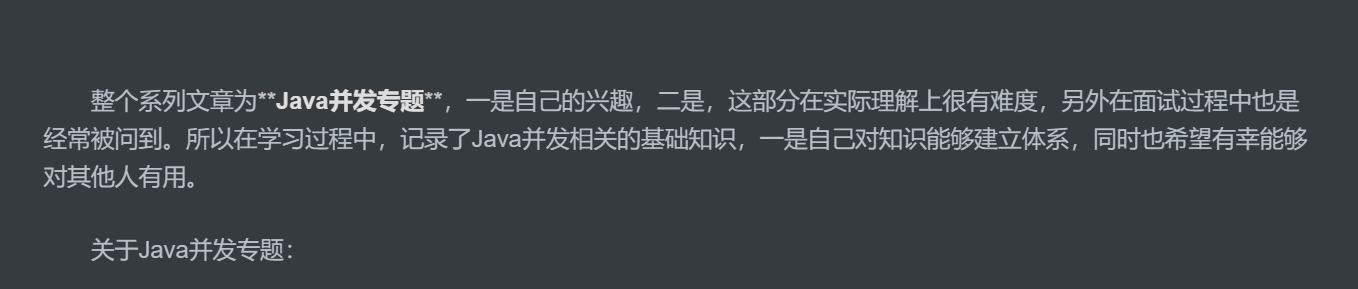 整个系列文章为**Java并发专题**，一是自己的兴趣，二是，这部分在实际理解上很有难度，另外在面试过程中也是
经常被问到。所以在学习过程中，记录了Java并发相关的基础知识，一是自己对知识能够建立体系，同时也希望有幸能够
对其他人有用。
关于Java并发专题：